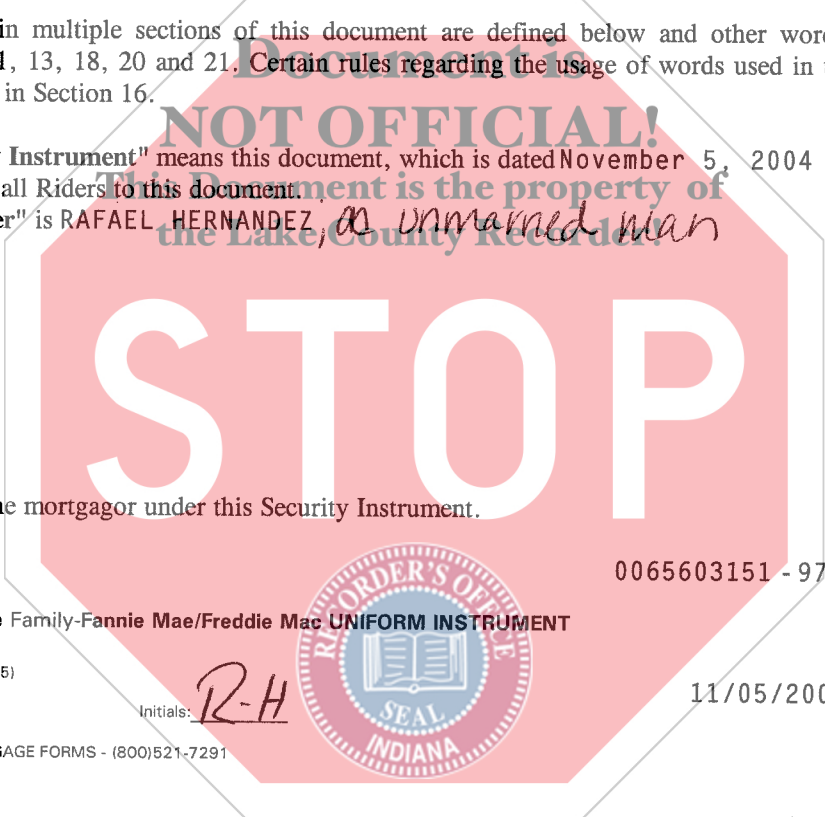 in multiple sections of this document are defined below and other
1, 13, 18, 20 and 21. Certain rules regarding the usage of words used in
in Section 16.
Document is
NOT OFFICIAL!
This Document is the property of
the Lake County Recorder!
Instrument" means this document, which is dated November 5, 2004
all Riders to this document.
er" is RAFAEL HERNANDEZ, an unmarried man
STOP
mortgagor under this Security Instrument.
0065603151 - 97
Family-Fannie Mae/Freddie Mac UNIFORM INSTRUMENT
5)
Initials: R-H
11/05/200
RECORDER'S OFFICE
SEAL
INDIANA
GAGE FORMS - (800)521-7291